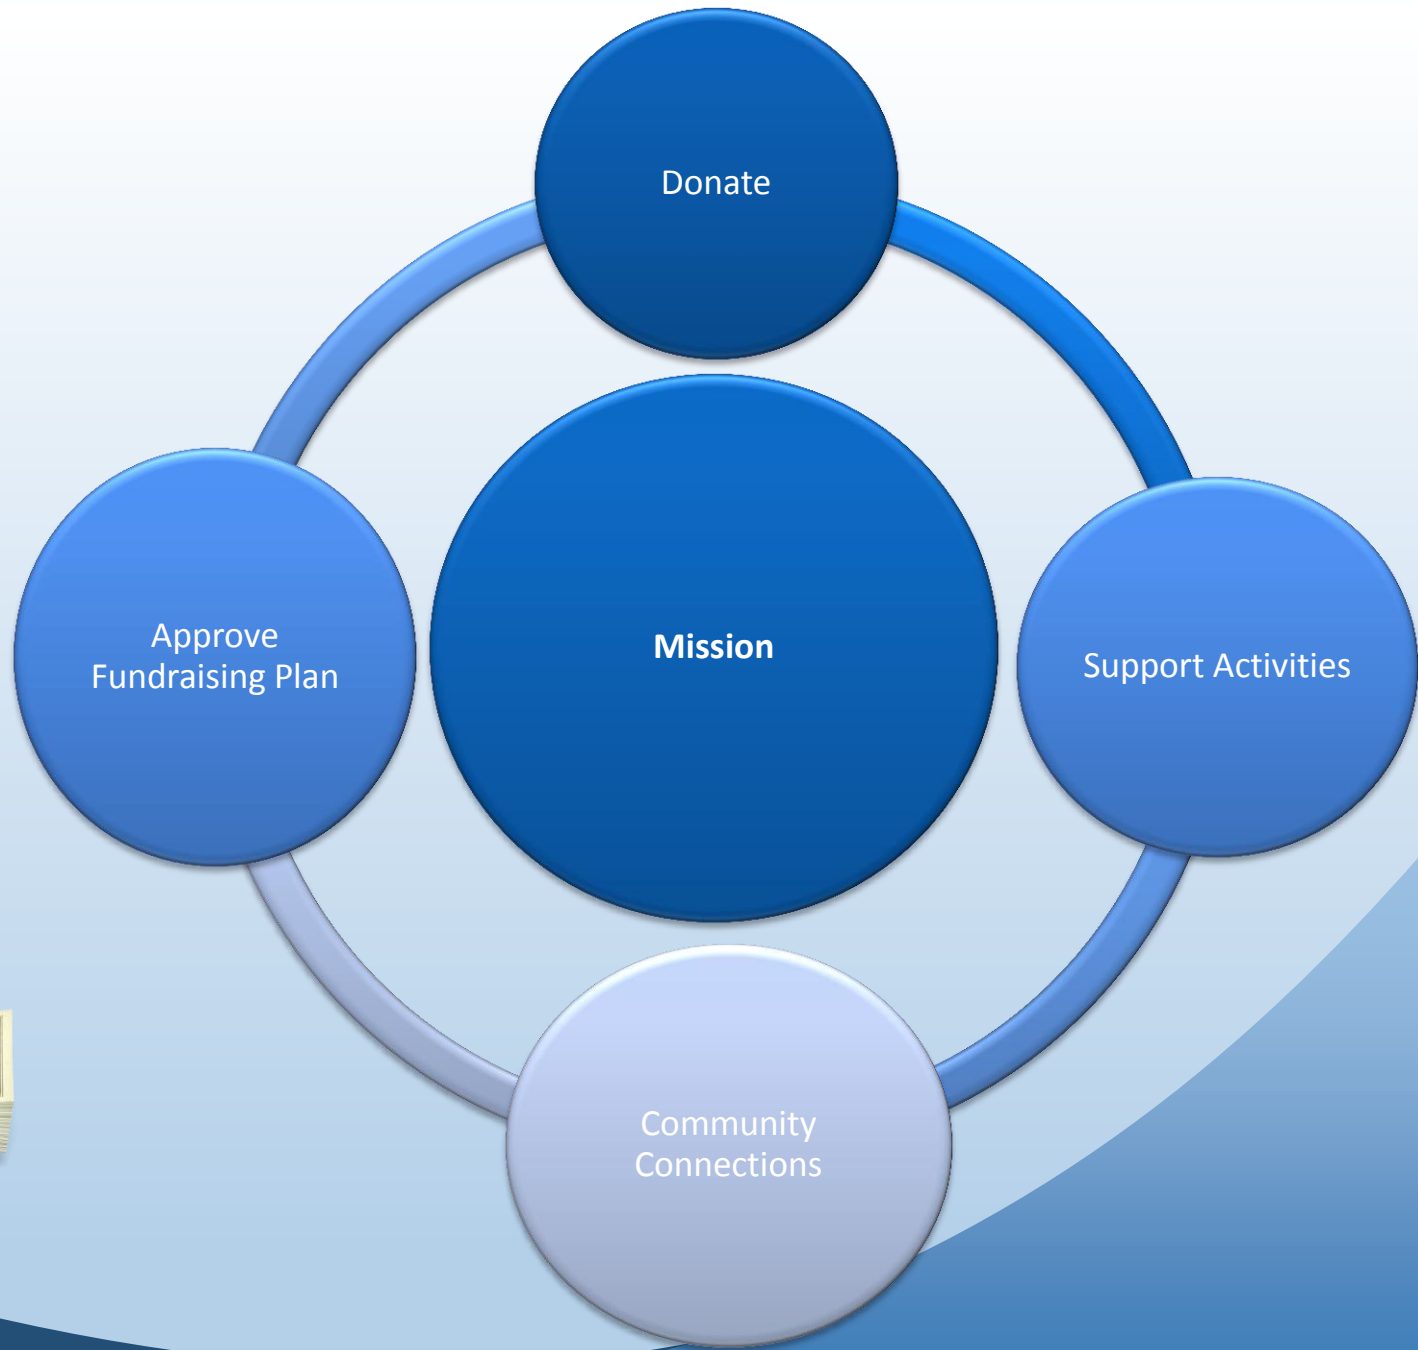 Donate
Approve
Fundraising Plan
Mission
Support Activities
Community
Connections